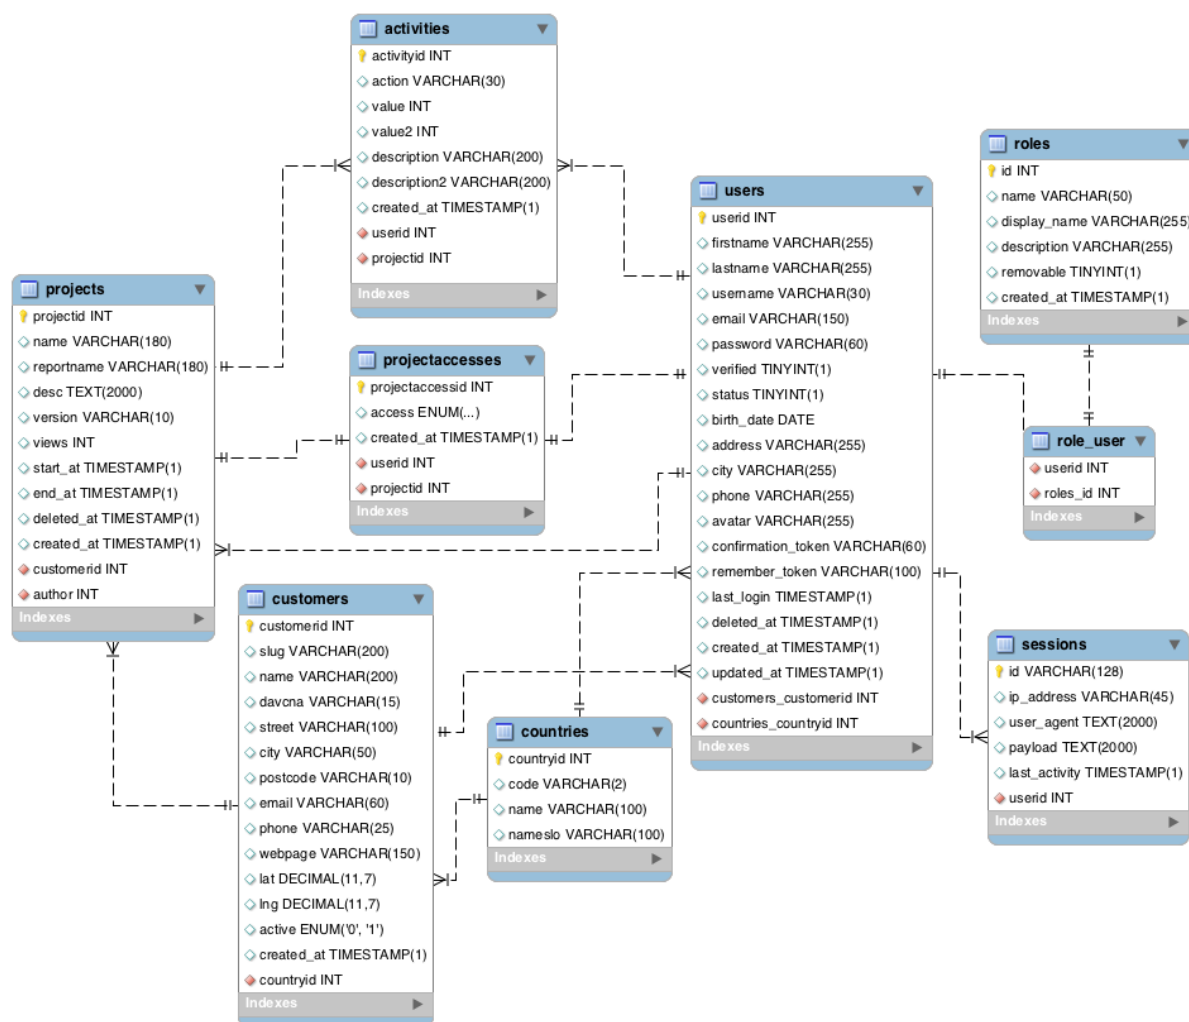 activities
activityid INT
action VARCHAR(30)
value INT
value2 INT
description VARCHAR(200)
description2 VARCHAR(200)
created_at TIMESTAMP(1)
userid INT
projectid INT
Indexes
roles
id INT
name VARCHAR(50)
display_name VARCHAR(255)
description VARCHAR(255)
removable TINYINT(1)
created_at TIMESTAMP(1)
Indexes
users
userid INT
firstname VARCHAR(255)
lastname VARCHAR(255)
username VARCHAR(30)
email VARCHAR(150)
password VARCHAR(60)
verified TINYINT(1)
status TINYINT(1)
birth_date DATE
address VARCHAR(255)
city VARCHAR(255)
phone VARCHAR(255)
avatar VARCHAR(255)
confirmation_token VARCHAR(60)
remember_token VARCHAR(100)
last_login TIMESTAMP(1)
deleted_at TIMESTAMP(1)
created_at TIMESTAMP(1)
updated_at TIMESTAMP(1)
customers_customerid INT
countries_countryid INT
Indexes
projects
projectid INT
name VARCHAR(180)
reportname VARCHAR(180)
desc TEXT(2000)
version VARCHAR(10)
views INT
start_at TIMESTAMP(1)
end_at TIMESTAMP(1)
deleted_at TIMESTAMP(1)
created_at TIMESTAMP(1)
customerid INT
author INT
Indexes
projectaccesses
projectaccessid INT
access ENUM(...)
created_at TIMESTAMP(1)
userid INT
projectid INT
Indexes
role_user
userid INT
roles_id INT
Indexes
customers
customerid INT
slug VARCHAR(200)
name VARCHAR(200)
davcna VARCHAR(15)
street VARCHAR(100)
city VARCHAR(50)
postcode VARCHAR(10)
email VARCHAR(60)
phone VARCHAR(25)
webpage VARCHAR(150)
lat DECIMAL(11,7)
lng DECIMAL(11,7)
active ENUM('0', '1')
created_at TIMESTAMP(1)
countryid INT
Indexes
countries
countryid INT
code VARCHAR(2)
name VARCHAR(100)
nameslo VARCHAR(100)
Indexes
sessions
id VARCHAR(128)
ip_address VARCHAR(45)
user_agent TEXT(2000)
payload TEXT(2000)
last_activity TIMESTAMP(1)
userid INT
Indexes